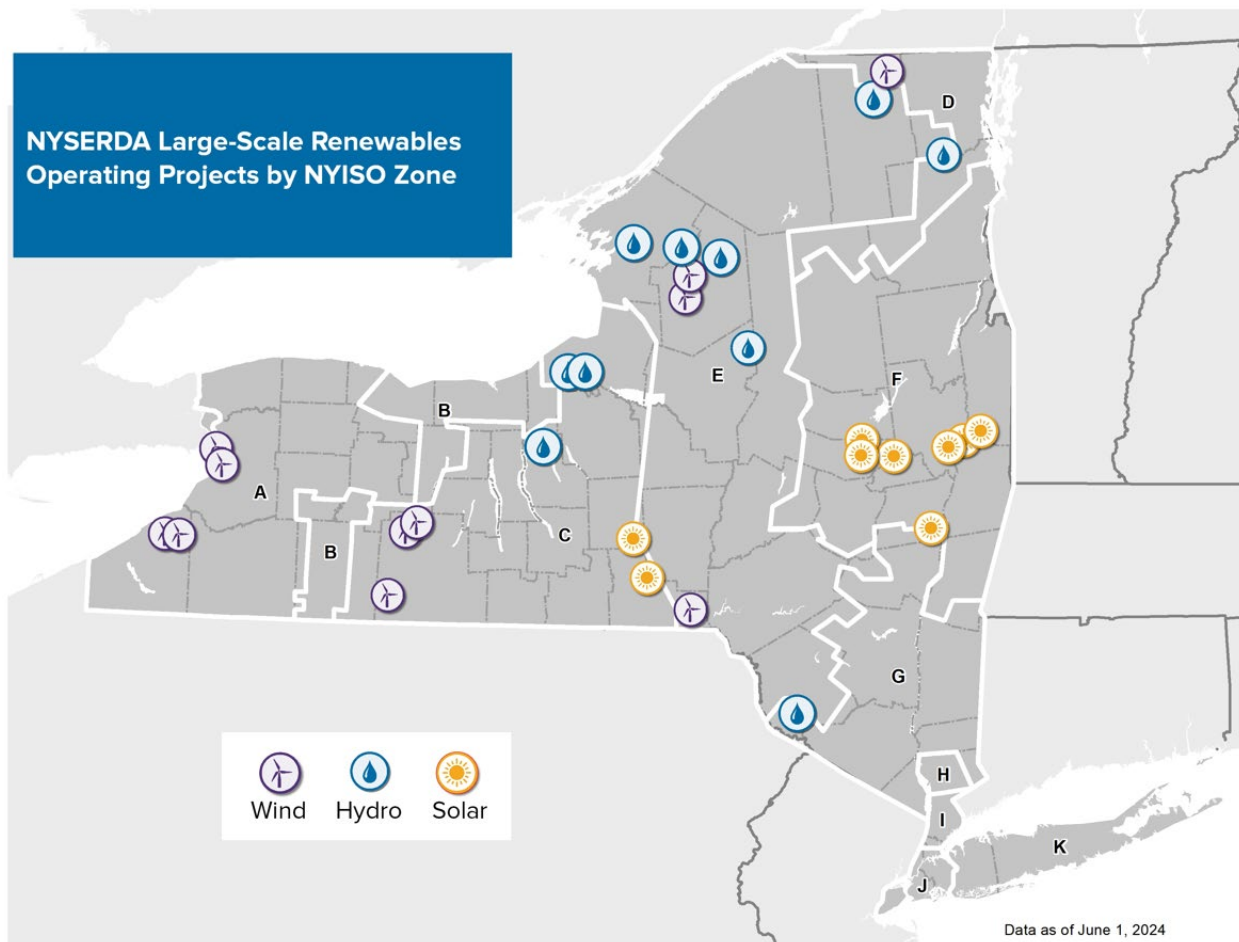 NYSERDA Large-Scale Renewables
Operating Projects by NYISO Zone
D
E
F
B
A
B
C
G
H
I
K
J
Wind Hydro Solar
Data as of June 1, 2024